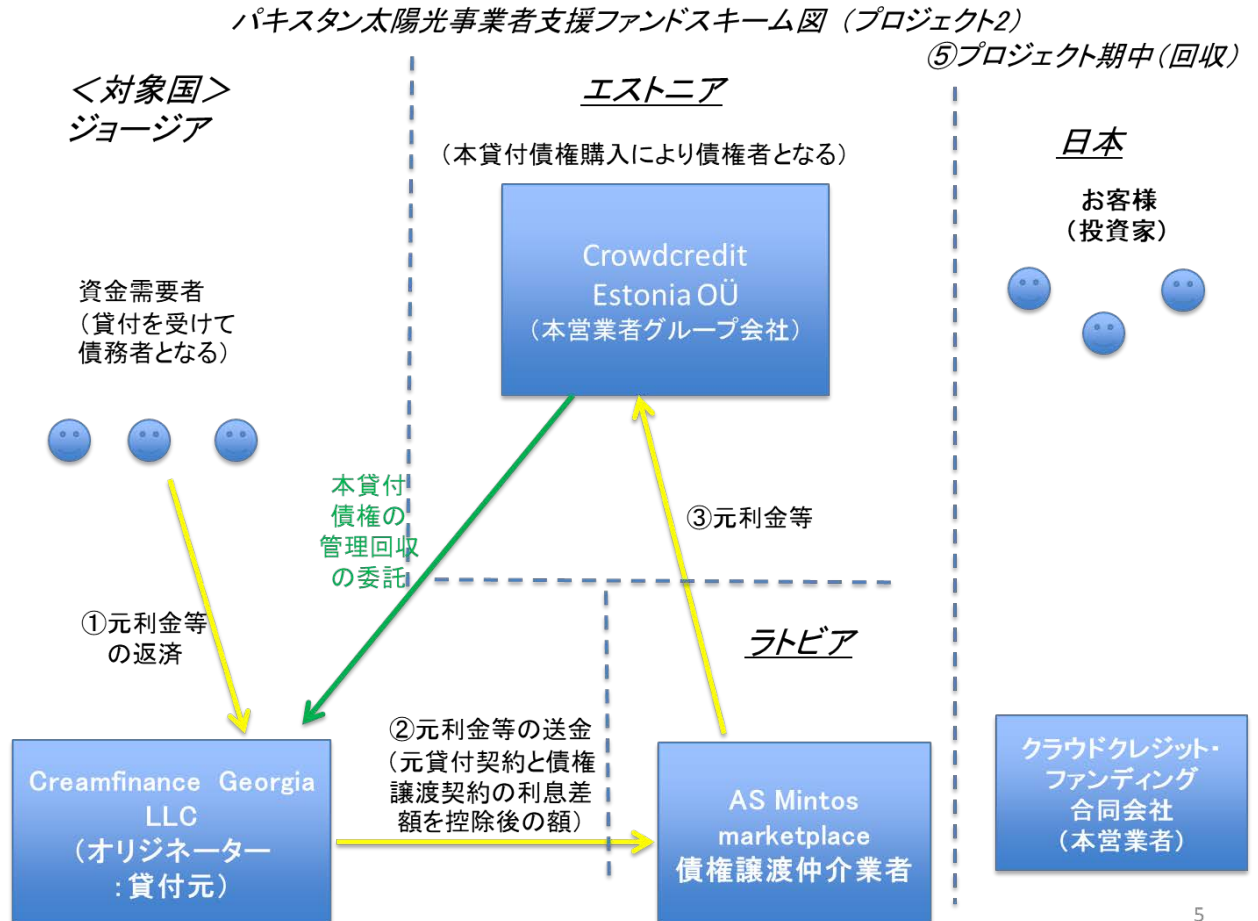 パキスタン太陽光事業者支援ファンドスキーム図（プロジェクト2）
⑤プロジェクト期中（回収）
＜対象国＞
ジョージア
エストニア
（本貸付債権購入により債権者となる）
日本
お客様
（投資家）
資金需要者
（貸付を受けて
債務者となる）
Crowdcredit
Estonia OÜ
（本営業者グループ会社）
本貸付
債権の
管理回収
の委託
③元利金等
①元利金等
の返済
ラトビア
②元利金等の送金
（元貸付契約と債権
譲渡契約の利息差
額を控除後の額）
Creamfinance Georgia
LLC
（オリジネーター
：貸付元）
AS Mintos
marketplace
債権譲渡仲介業者
クラウドクレジット・
ファンディング
合同会社
（本営業者）
5